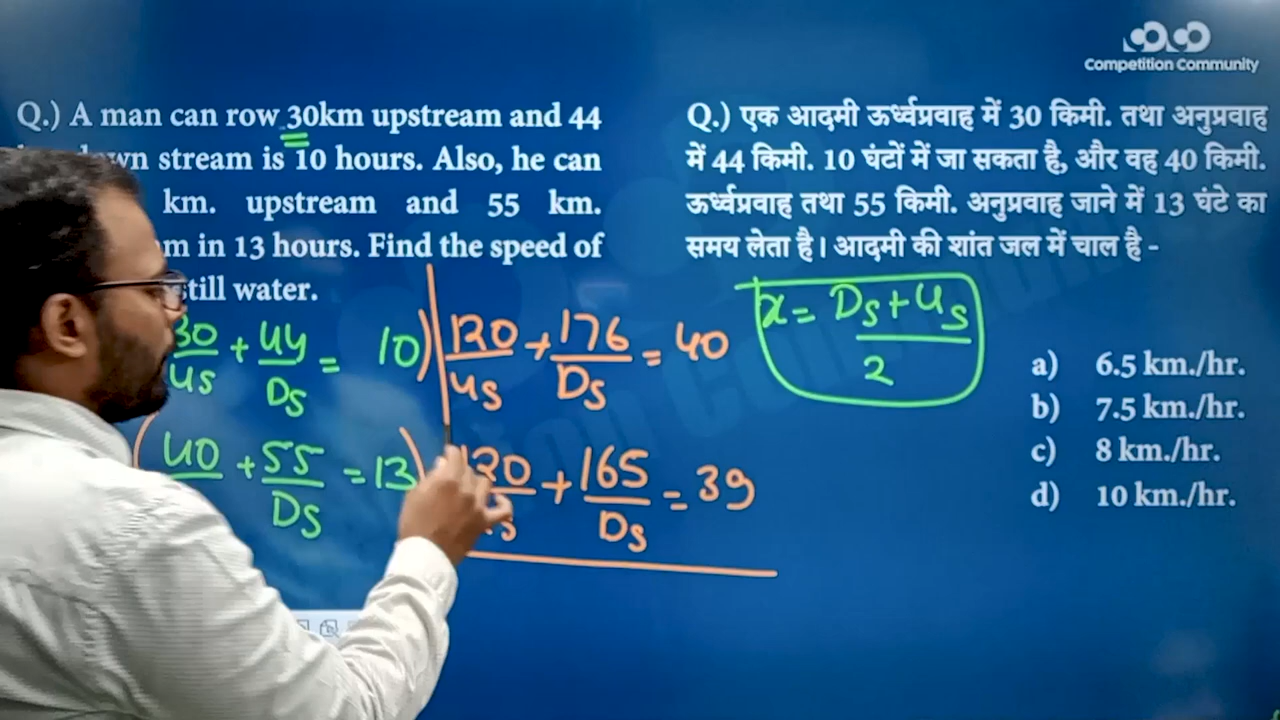 Competition Community
Q.) A man can row 30km upstream and 44
stream is 10 hours. Also, he can
km. upstream and 55 km.
in 13 hours. Find the speed of
still water.
Q.) एक आदमी ऊर्ध्वप्रवाह में 30 किमी. तथा अनुप्रवाह
में 44 किमी. 10 घंटों में जा सकता है, और वह 40 किमी.
ऊर्ध्वप्रवाह तथा 55 किमी. अनुप्रवाह जाने में 13 घंटे का
समय लेता है। आदमी की शांत जल में चाल है -
30/us + 44/Ds = 10)
(40 + 55/Ds = 13)
120/us + 176/Ds = 40
120 + 165/Ds = 39
x = Ds + us / 2
a) 6.5 km./hr.
b) 7.5 km./hr.
c) 8 km./hr.
d) 10 km./hr.